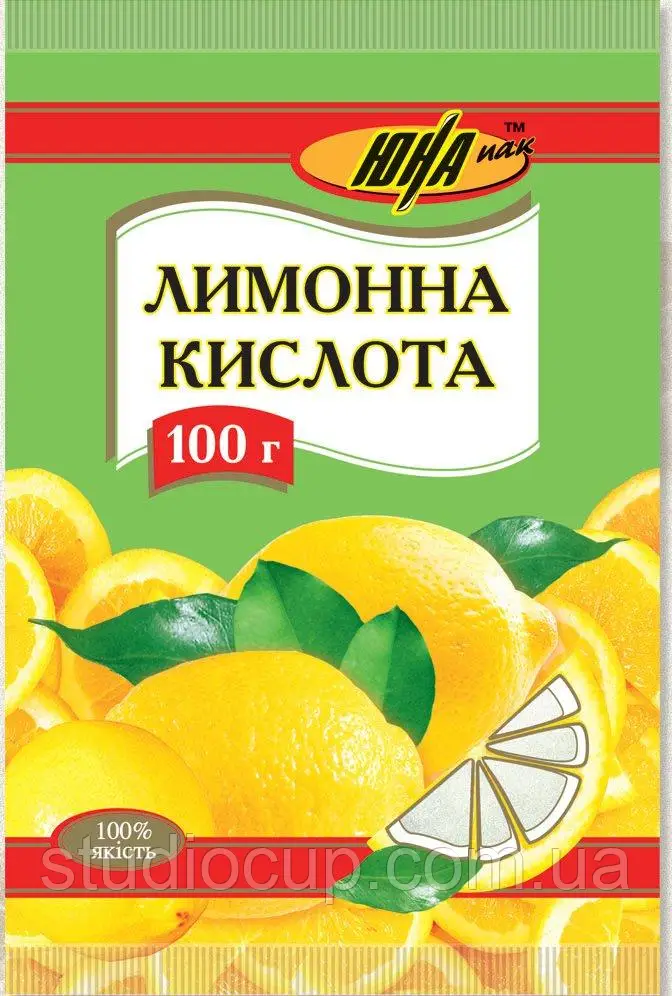 ЮНА пак ™
ЛИМОННА
КИСЛОТА
100 г
100%
якість
studiocup.com.ua